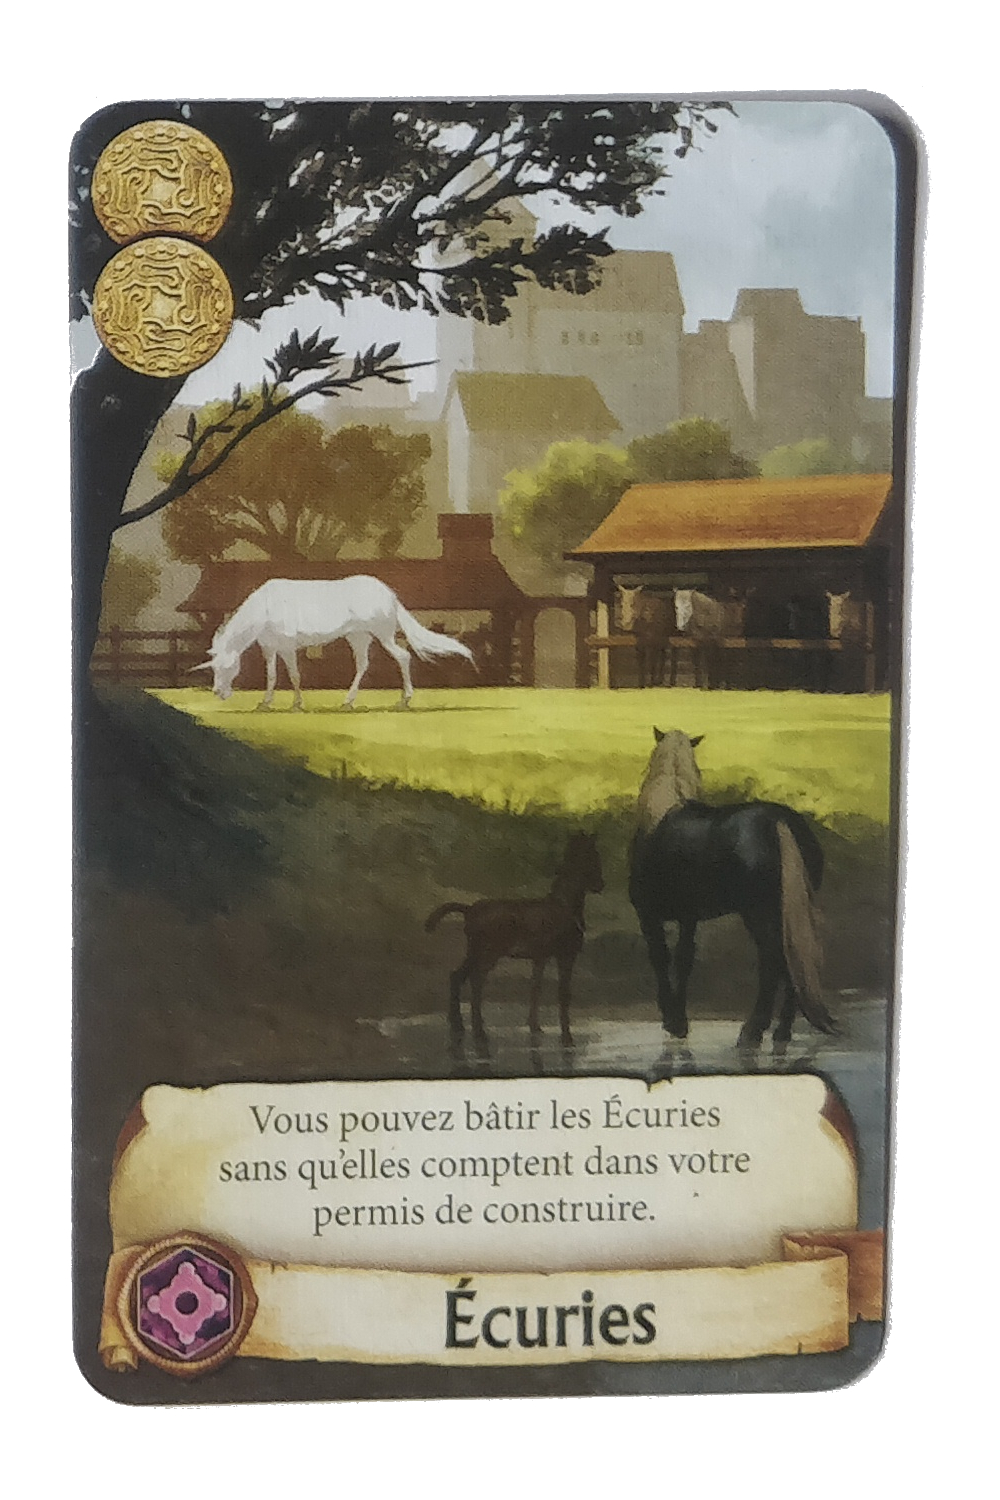 Vous pouvez bâtir les Écuries
sans qu'elles comptent dans votre
permis de construire.
Écuries